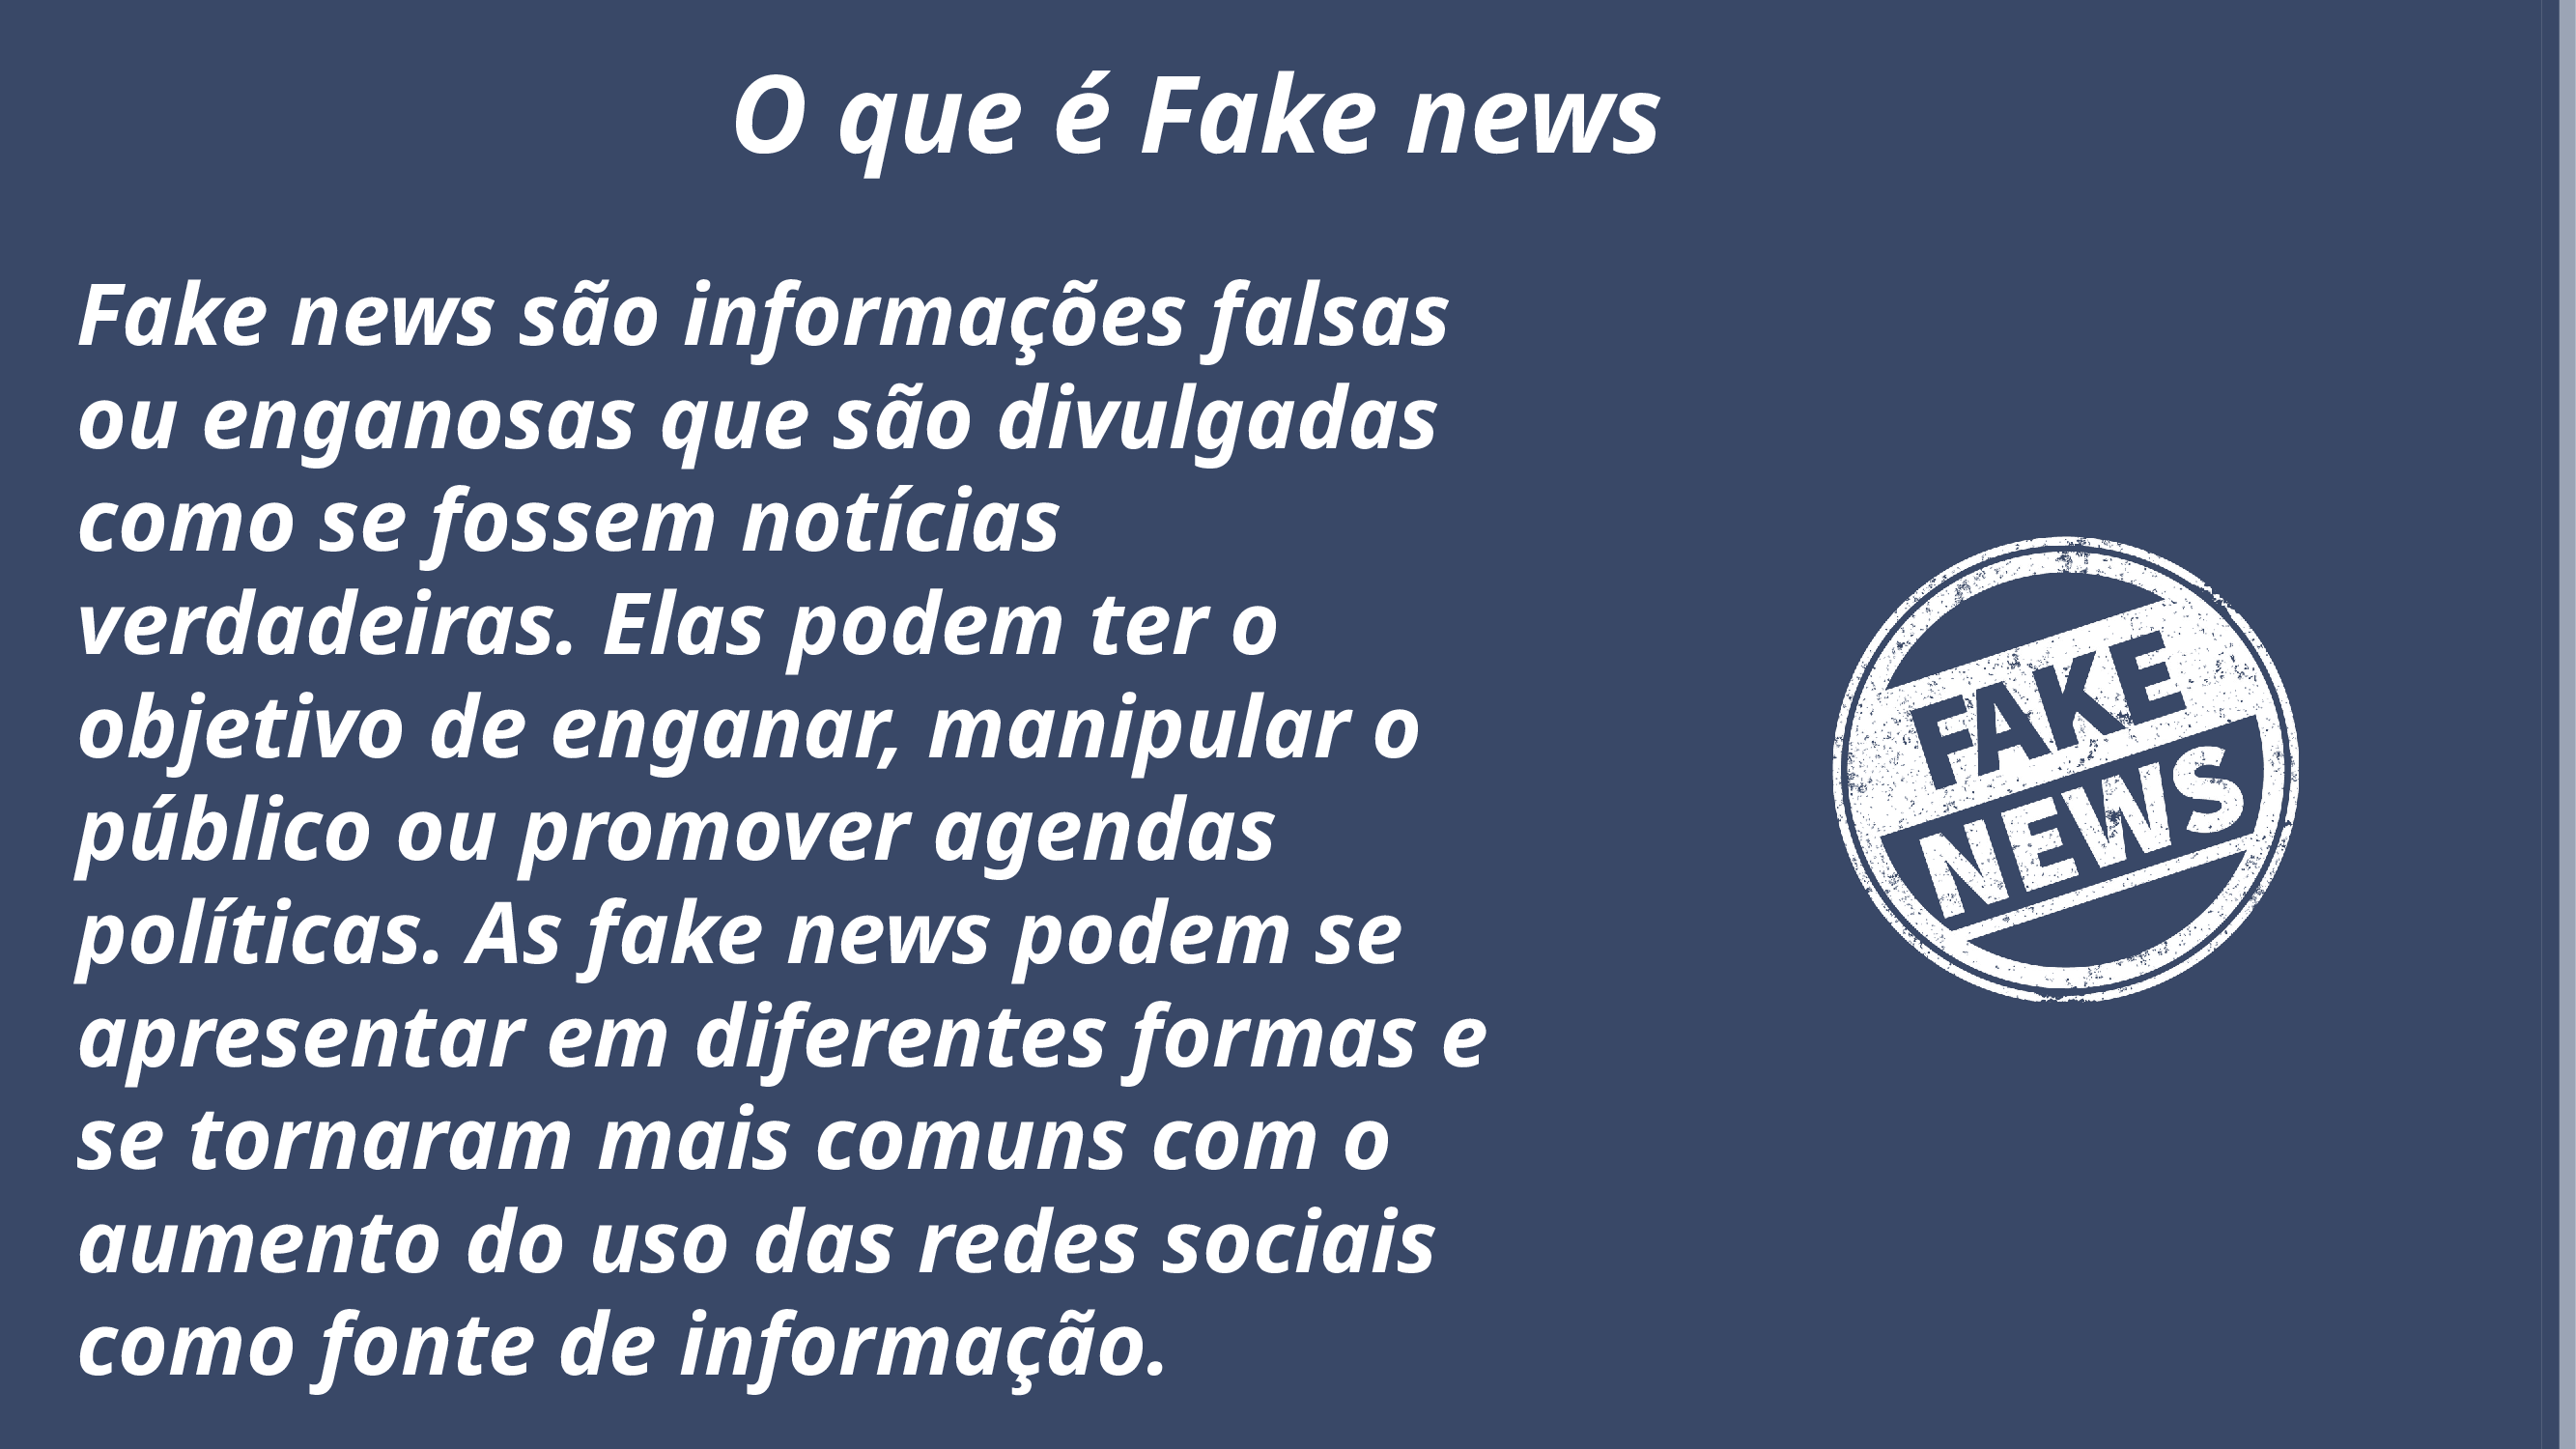 O que é Fake news
Fake news são informações falsas
ou enganosas que são divulgadas
como se fossem notícias
verdadeiras. Elas podem ter o
objetivo de enganar, manipular o
público ou promover agendas
políticas. As fake news podem se
apresentar em diferentes formas e
se tornaram mais comuns com o
aumento do uso das redes sociais
como fonte de informação.
FAKE
NEWS